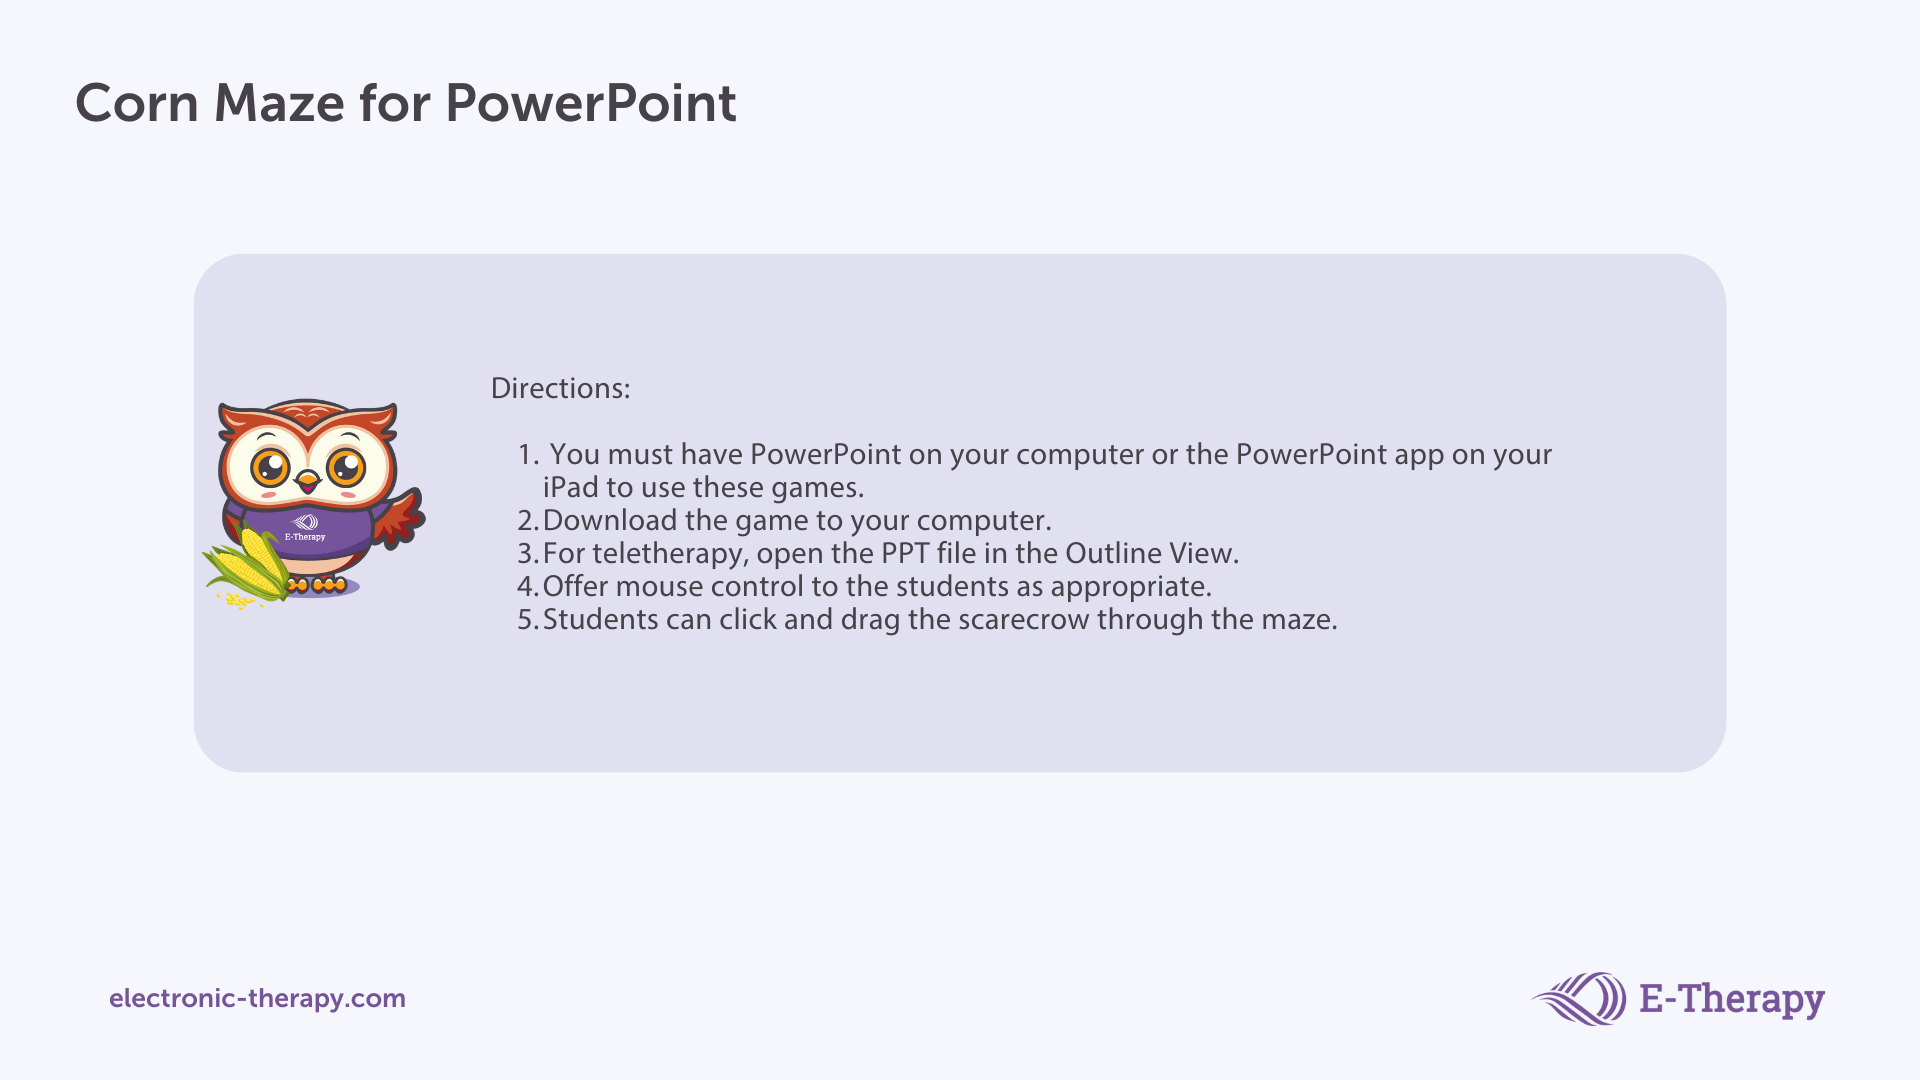 Corn Maze for PowerPoint
Directions:
1. You must have PowerPoint on your computer or the PowerPoint app on your
iPad to use these games.
2. Download the game to your computer.
3. For teletherapy, open the PPT file in the Outline View.
4. Offer mouse control to the students as appropriate.
5. Students can click and drag the scarecrow through the maze.
E-Therapy
electronic-therapy.com
E-Therapy